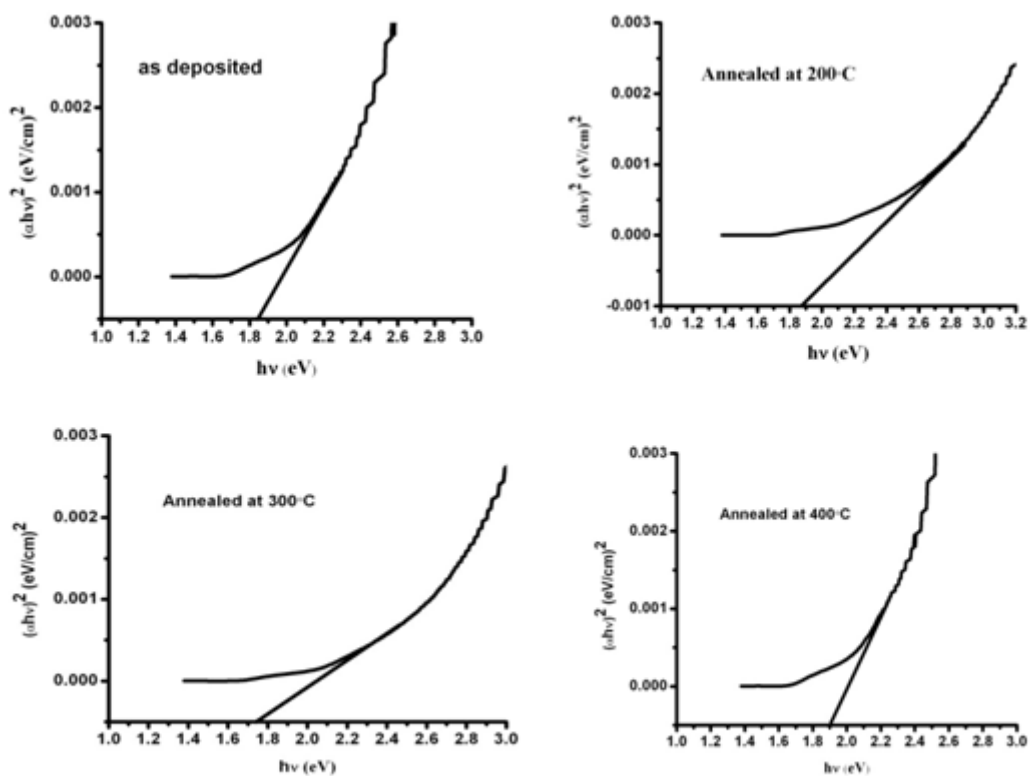 0.003
as deposited
0.002
0.001
0.000
(αhν)² (eV/cm)²
1.0 1.2 1.4 1.6 1.8 2.0 2.2 2.4 2.6 2.8 3.0
hν (eV)
0.003
Annealed at 200°C
0.002
0.001
0.000
-0.001
(αhν)² (eV/cm)²
1.0 1.2 1.4 1.6 1.8 2.0 2.2 2.4 2.6 2.8 3.0 3.2
hν (eV)
0.003
Annealed at 300°C
0.002
0.001
0.000
(αhν)² (eV/cm)²
1.0 1.2 1.4 1.6 1.8 2.0 2.2 2.4 2.6 2.8 3.0
hν (eV)
0.003
Annealed at 400°C
0.002
0.001
0.000
(αhν)² (eV/cm)²
1.0 1.2 1.4 1.6 1.8 2.0 2.2 2.4 2.6 2.8 3.0
hν (eV)